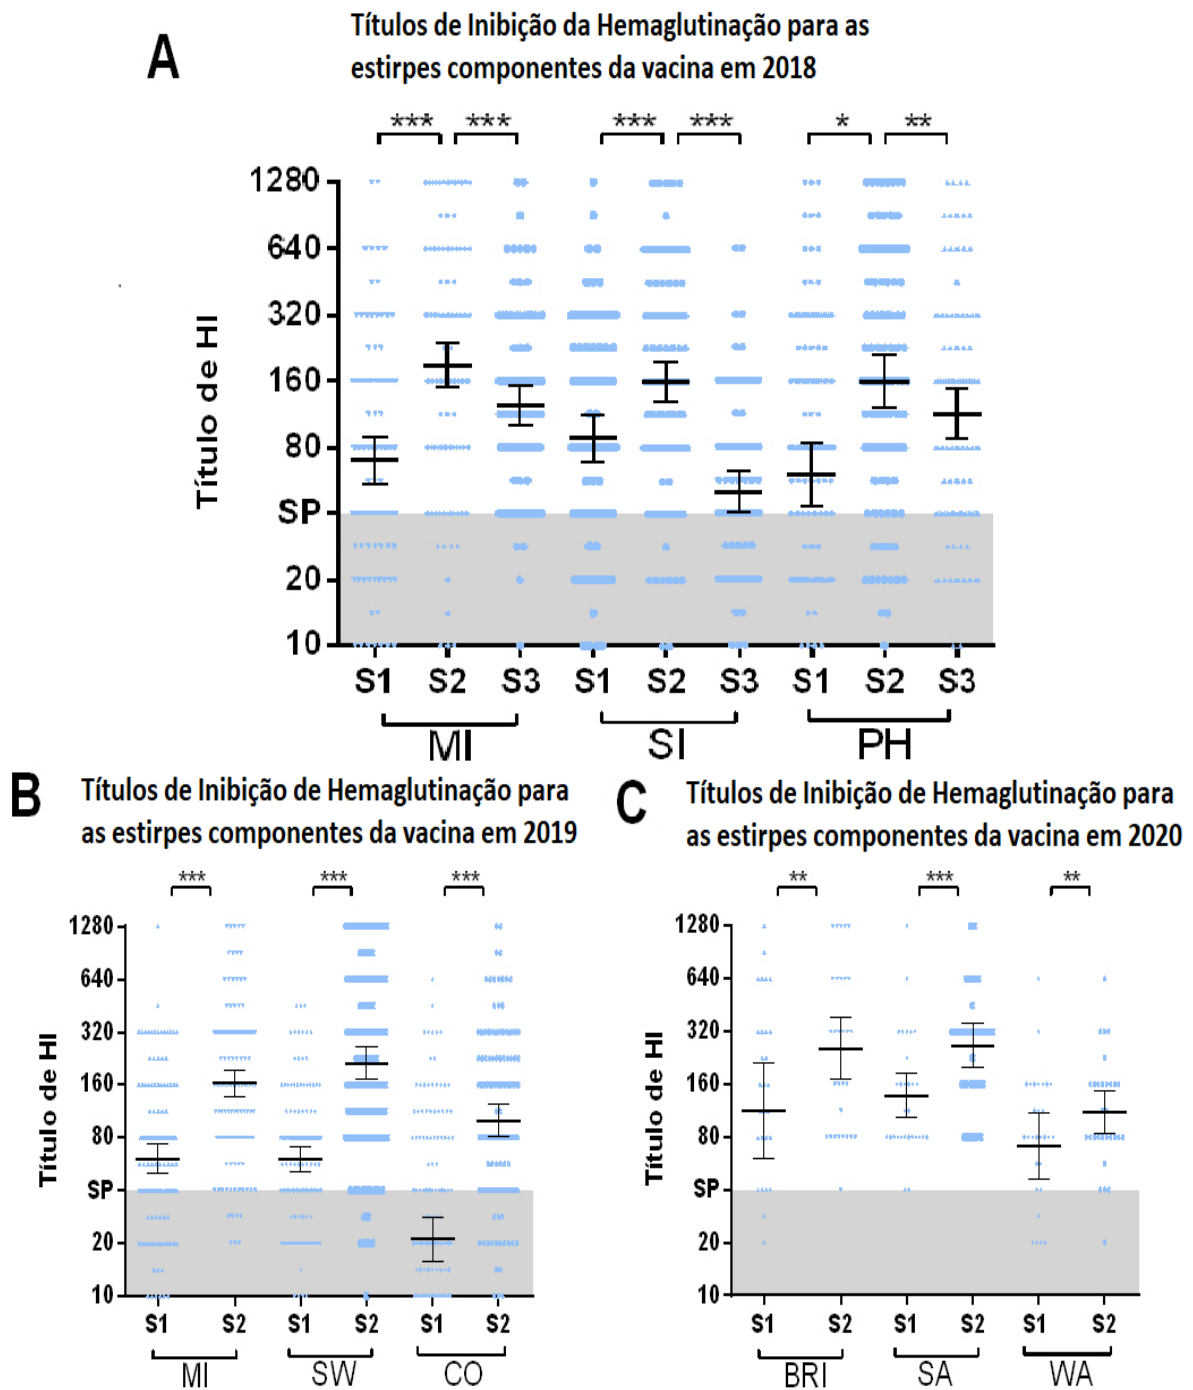 A
Títulos de Inibição da Hemaglutinação para as
estirpes componentes da vacina em 2018
*** *** *** *** * **
Título de HI
1280
640
320
160
80
SP
20
10
S1 S2 S3 S1 S2 S3 S1 S2 S3
MI SI PH
B
Títulos de Inibição de Hemaglutinação para
as estirpes componentes da vacina em 2019
*** *** ***
Título de HI
1280
640
320
160
80
SP
20
10
S1 S2 S1 S2 S1 S2
MI SW CO
C
Títulos de Inibição de Hemaglutinação para
as estirpes componentes da vacina em 2020
** *** **
Título de HI
1280
640
320
160
80
SP
20
10
S1 S2 S1 S2 S1 S2
BRI SA WA